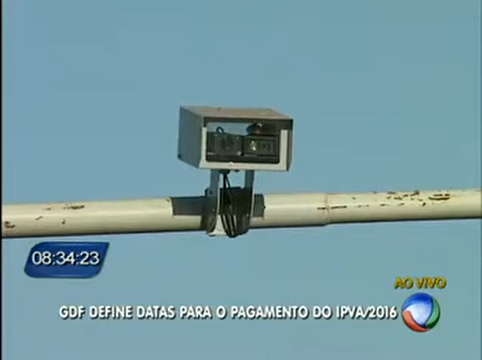 08:34:23
AO VIVO
GDF DEFINE DATAS PARA O PAGAMENTO DO IPVA/2016